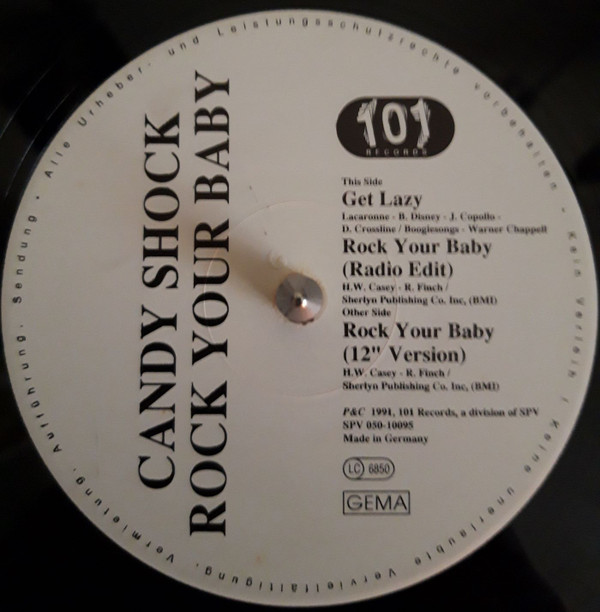 CANDY SHOCK
ROCK YOUR BABY
101
RECORDS
This Side
Get Lazy
Lacaronne - B. Disney - J. Copollo -
D. Crossline / Boogiesongs - Warner Chappell
Rock Your Baby
(Radio Edit)
H.W. Casey - R. Finch /
Sherlyn Publishing Co. Inc, (BMI)
Other Side
Rock Your Baby
(12" Version)
H.W. Casey - R. Finch /
Sherlyn Publishing Co. Inc, (BMI)
P&C 1991, 101 Records, a division of SPV
SPV 050-10095
Made in Germany
LC 6850
GEMA
Alle Urheber- und Leistungsschutzrechte vorbehalten · Kein Verleih ! Keine unerlaubte Vervielfältigung, Vermietung, Aufführung, Sendung ·